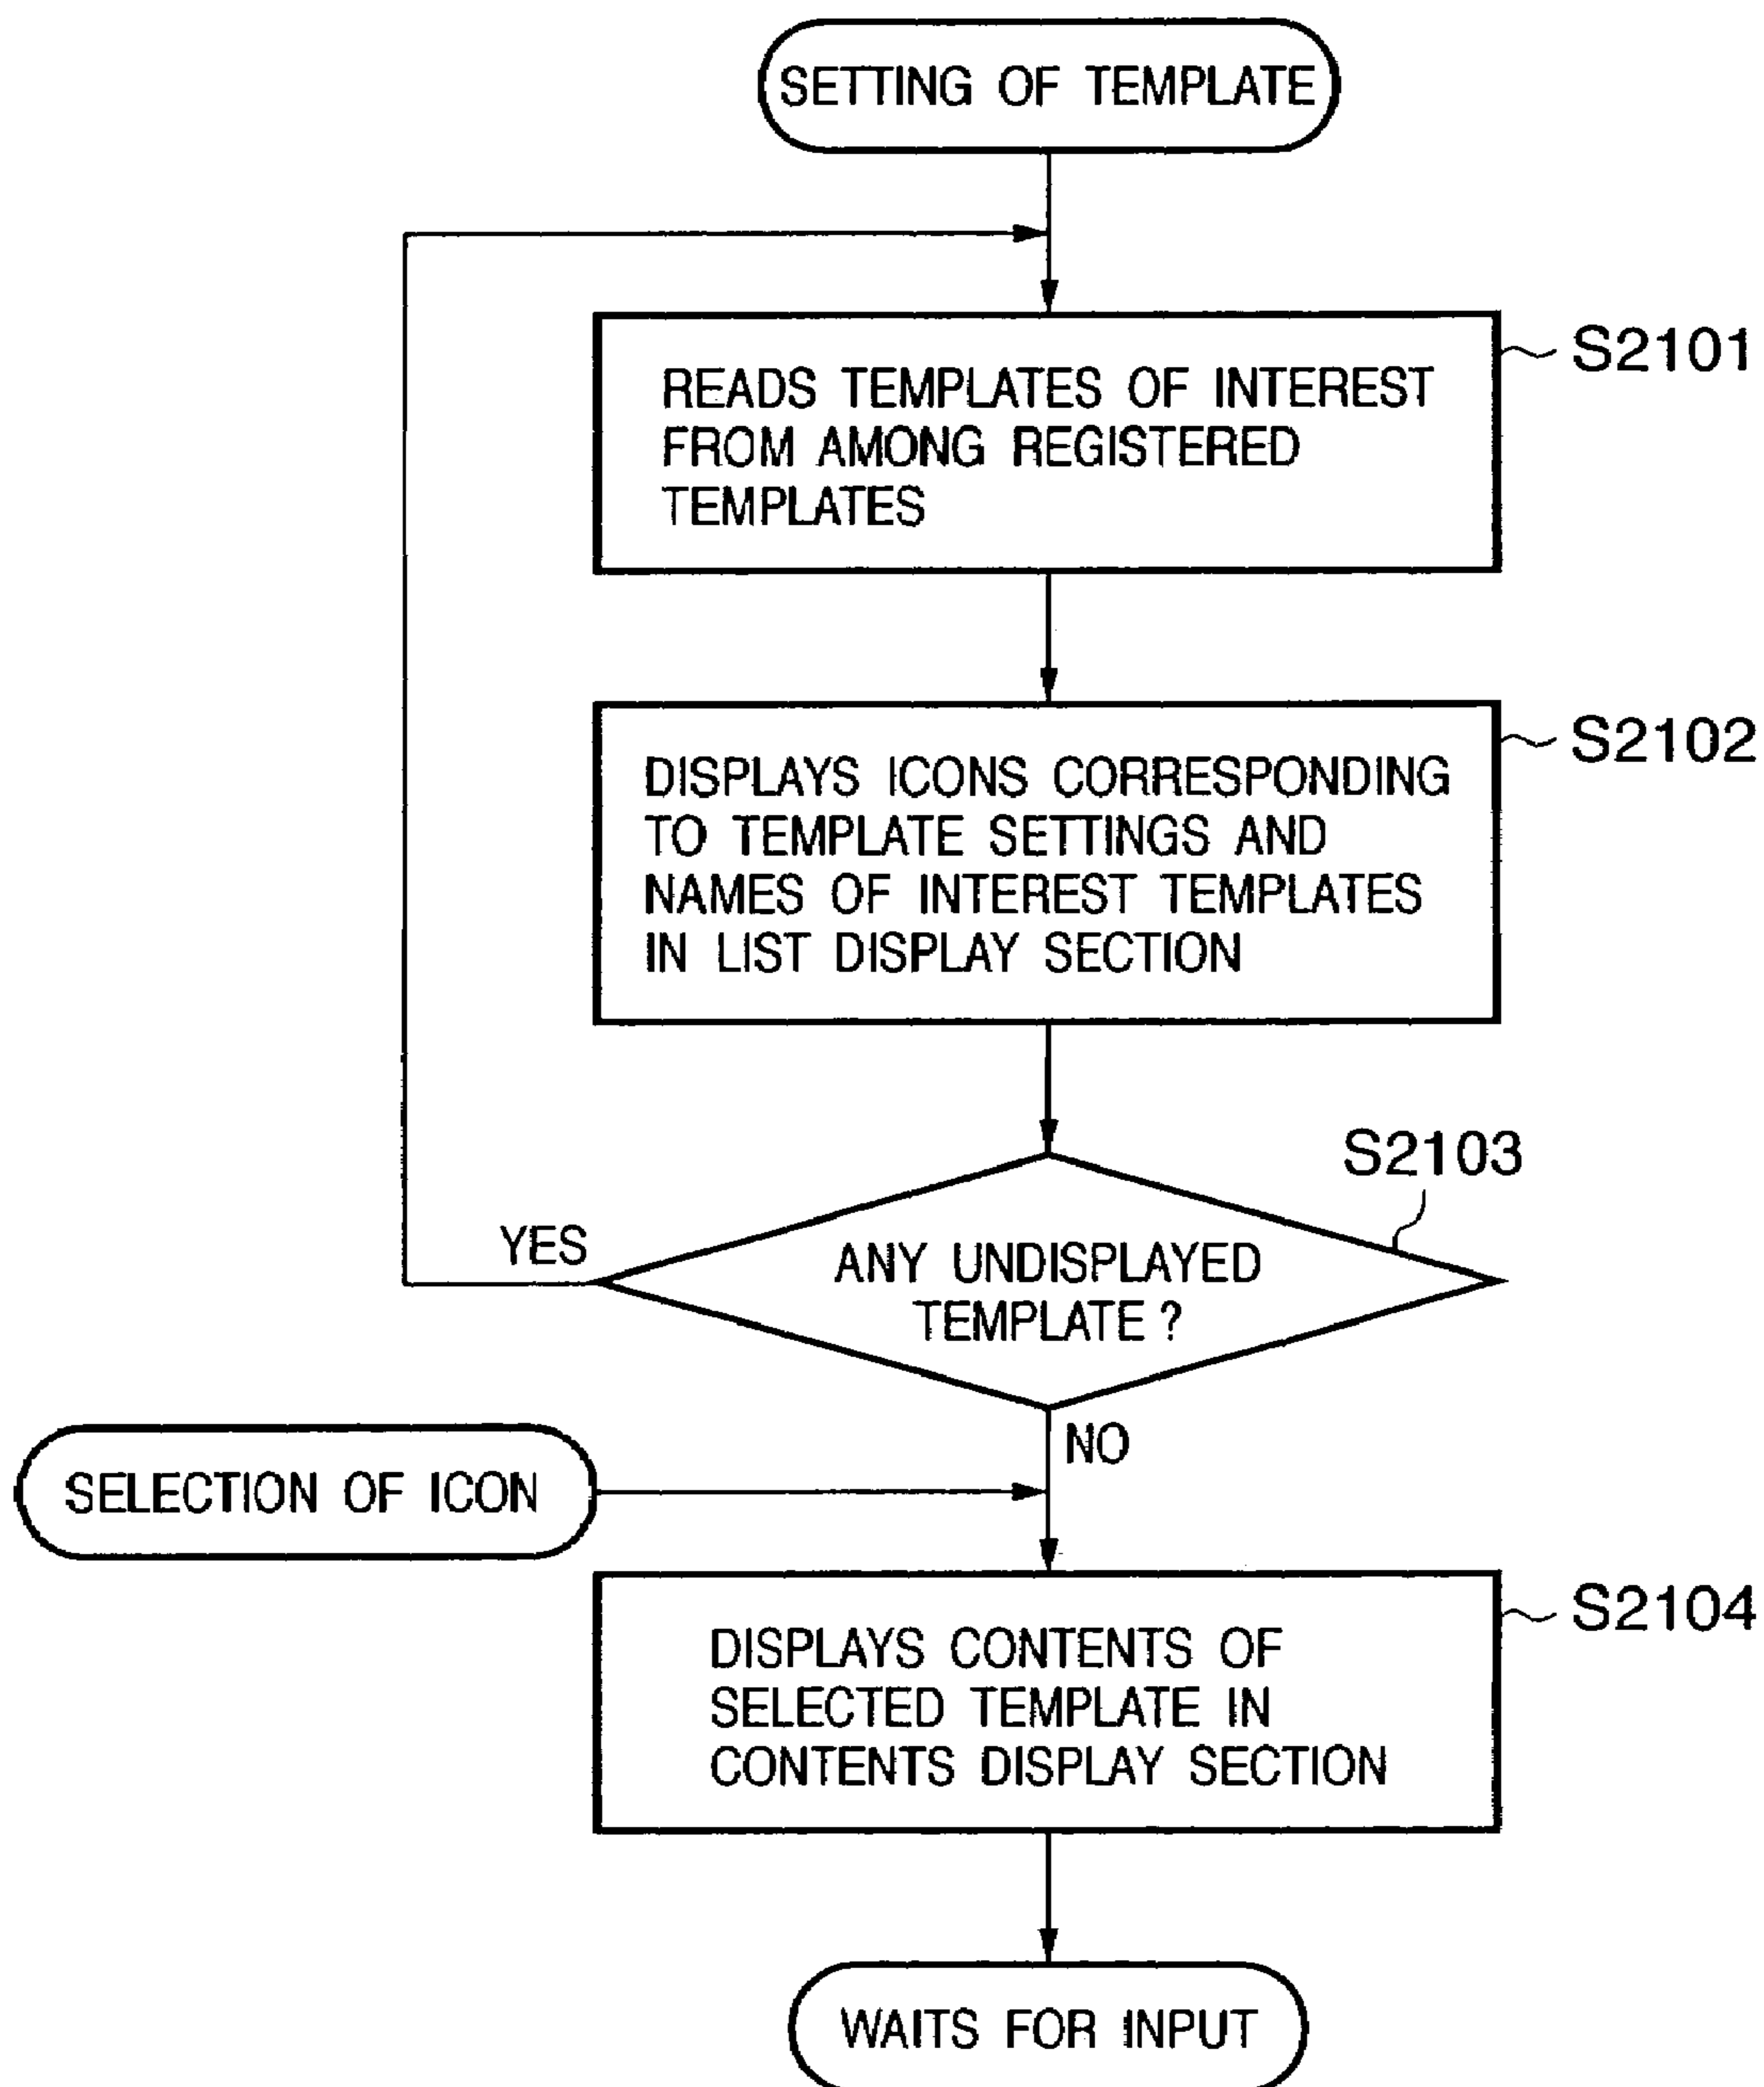 SETTING OF TEMPLATE
S2101
READS TEMPLATES OF INTEREST
FROM AMONG REGISTERED
TEMPLATES
S2102
DISPLAYS ICONS CORRESPONDING
TO TEMPLATE SETTINGS AND
NAMES OF INTEREST TEMPLATES
IN LIST DISPLAY SECTION
S2103
YES
ANY UNDISPLAYED
TEMPLATE ?
NO
SELECTION OF ICON
S2104
DISPLAYS CONTENTS OF
SELECTED TEMPLATE IN
CONTENTS DISPLAY SECTION
WAITS FOR INPUT